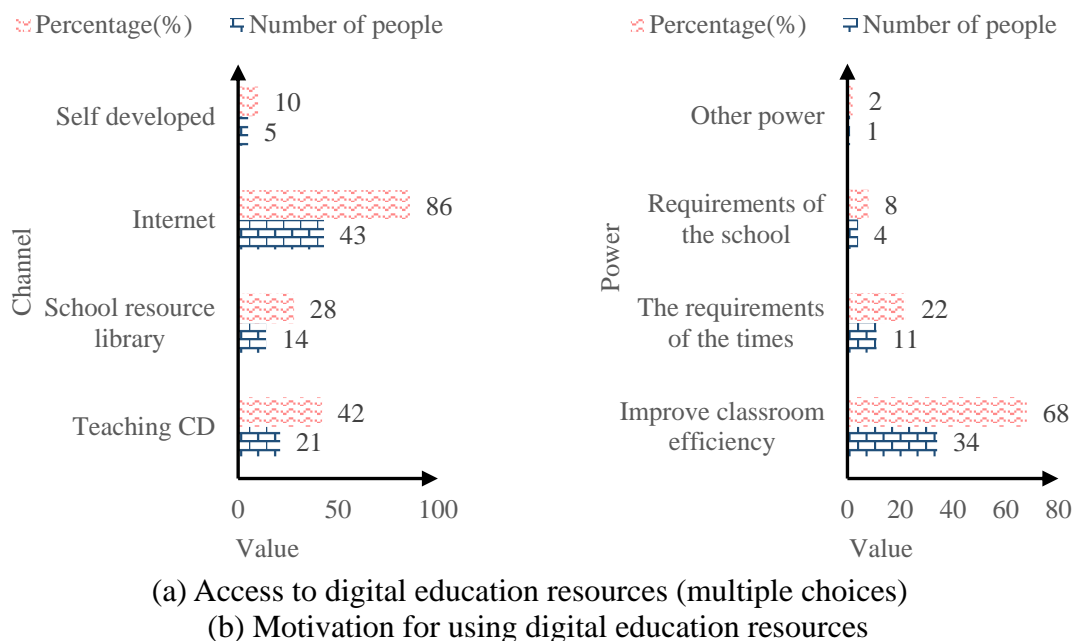 Percentage(%) Number of people
Self developed
10
5
Internet
86
43
School resource
library
28
14
Teaching CD
42
21
Channel
0 50 100
Value
Percentage(%) Number of people
Other power
2
1
Requirements of
the school
8
4
The requirements
of the times
22
11
Improve classroom
efficiency
68
34
Power
0 20 40 60 80
Value
(a) Access to digital education resources (multiple choices)
(b) Motivation for using digital education resources